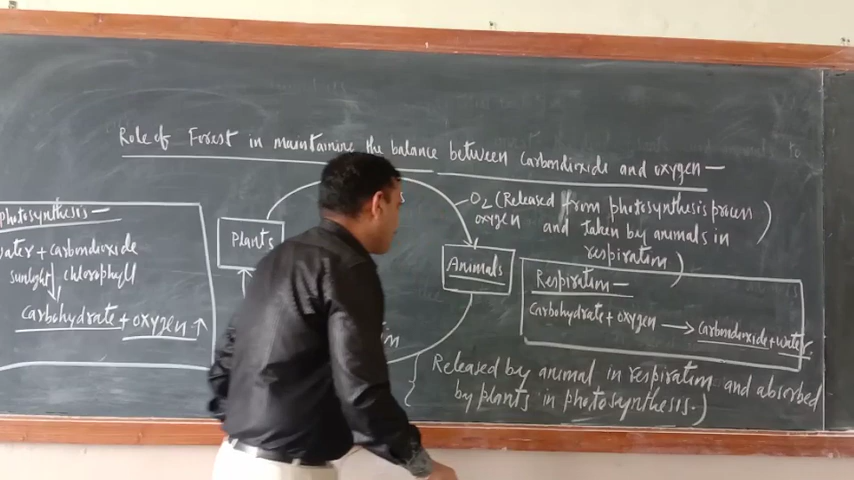 Role of Forest in maintaining the balance between Carbondioxide and oxygen —
Photosynthesis —
water + carbondioxide
sunlight chlorophyll
Carbohydrate + oxygen ↑
Plants
O2 (Released from photosynthesis process
oxygen and taken by animals in
respiration)
Animals
Respiration —
Carbohydrate + oxygen → Carbondioxide + water
Released by animal in respiration and absorbed
by plants in photosynthesis.)